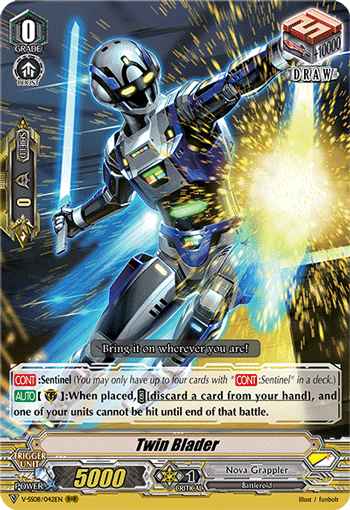 0
GRADE
BOOST
+10000
DRAW
SHIELD
0
Bring it on wherever you are!
CONT :Sentinel (You may only have up to four cards with "CONT :Sentinel" in a deck.)
AUTO [ ]:When placed, (discard a card from your hand), and
one of your units cannot be hit until end of that battle.
Twin Blader
TRIGGER
UNIT
POWER
5000
1
CRITICAL
Nova Grappler
Battleroid
V-SS08/042EN RRR
Illust / funbolt